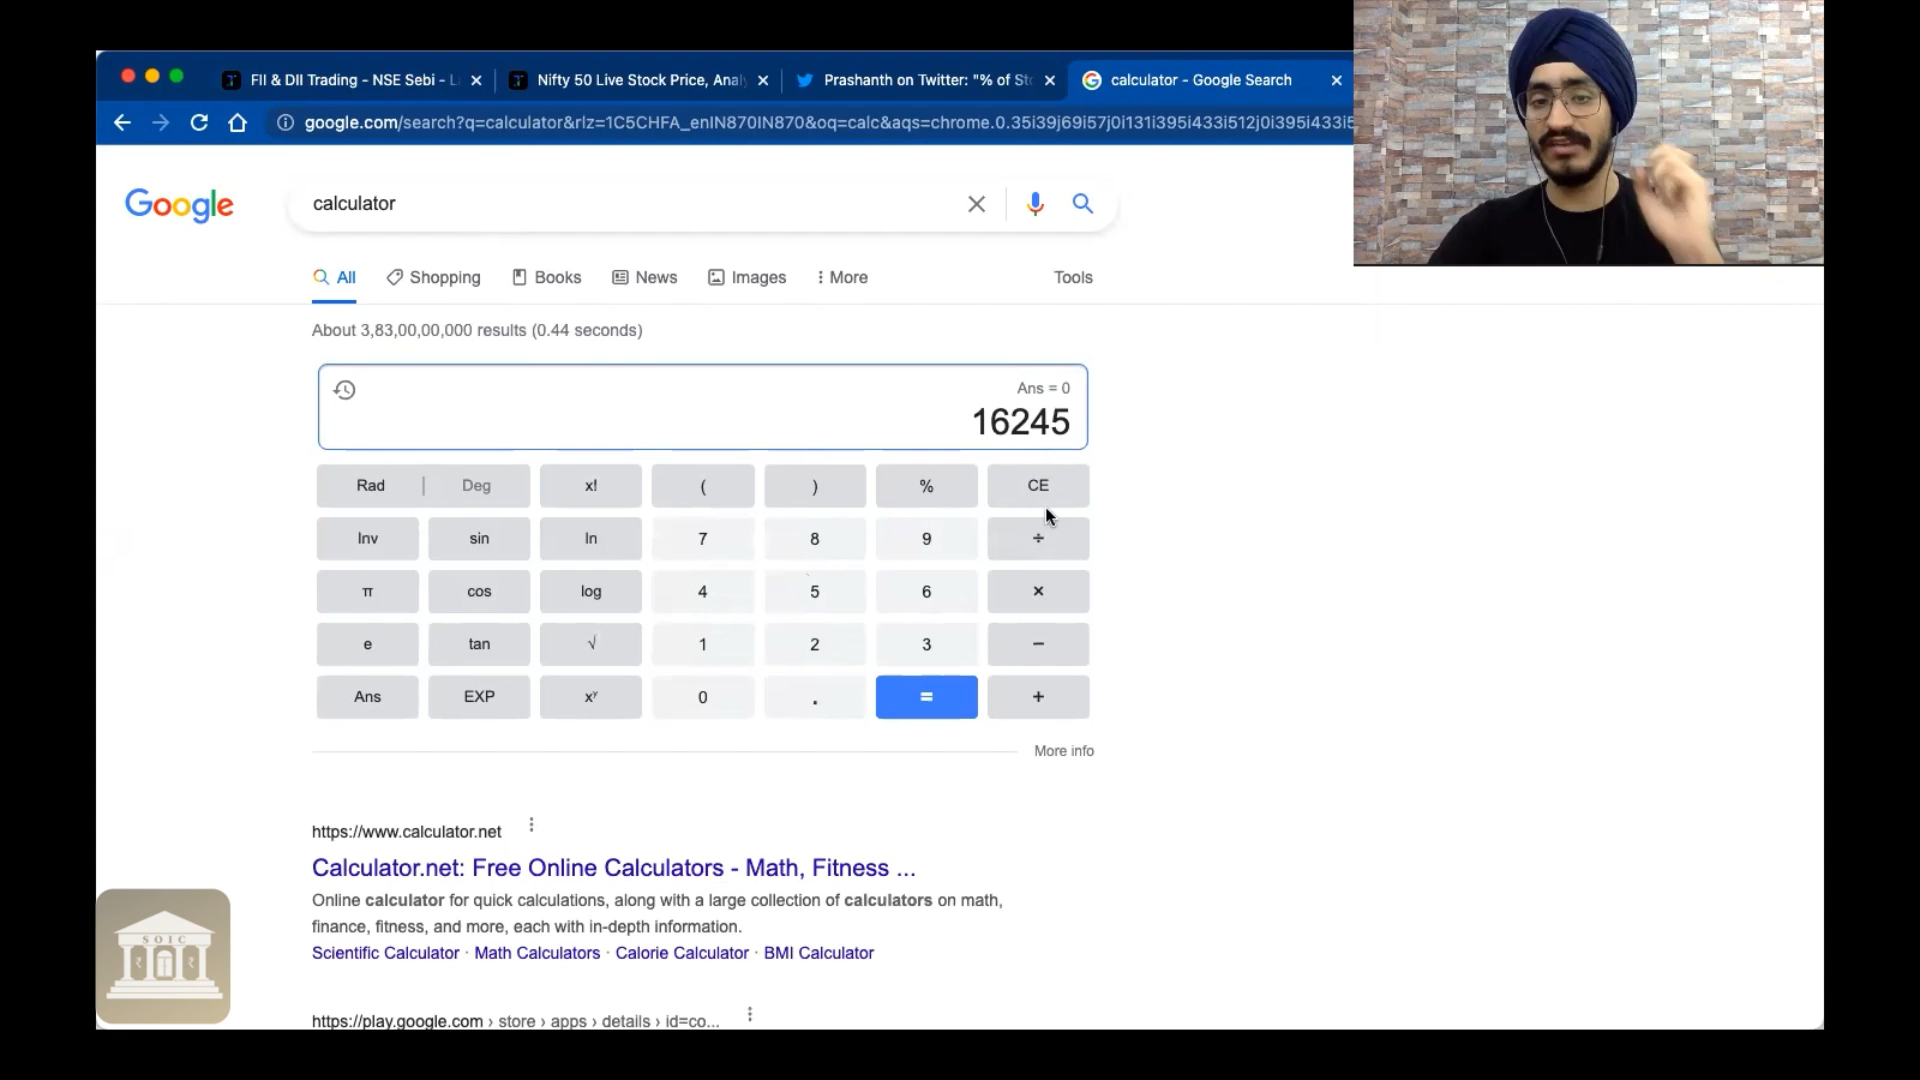 FII & DII Trading - NSE Sebi - L
Nifty 50 Live Stock Price, Analy
Prashanth on Twitter: "% of Sto
calculator - Google Search
google.com/search?q=calculator&rlz=1C5CHFA_enIN870IN870&oq=calc&aqs=chrome.0.35i39j69i57j0i131i395i433i512j0i395i433i5
Google
calculator
All
Shopping
Books
News
Images
More
Tools
About 3,83,00,00,000 results (0.44 seconds)
Ans = 0
16245
Rad | Deg x! ( ) % CE
Inv sin ln 7 8 9 ÷
π cos log 4 5 6 ×
e tan √ 1 2 3 −
Ans EXP xʸ 0 . = +
More info
https://www.calculator.net
Calculator.net: Free Online Calculators - Math, Fitness ...
Online calculator for quick calculations, along with a large collection of calculators on math,
finance, fitness, and more, each with in-depth information.
Scientific Calculator · Math Calculators · Calorie Calculator · BMI Calculator
SOIC
https://play.google.com › store › apps › details › id=co...